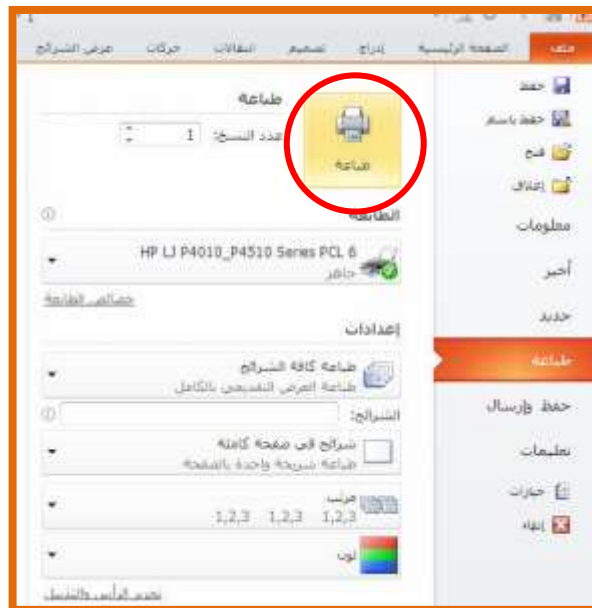 ملف الصفحة الرئيسية إدراج تصميم انتقالات حركات عرض الشرائح
حفظ
حفظ باسم
فتح
إغلاق
معلومات
أخير
جديد
طباعة
حفظ وإرسال
تعليمات
خيارات
إنهاء
طباعة
عدد النسخ: 1
طباعة
الطابعة
HP LJ P4010_P4510 Series PCL 6
جاهز
خصائص الطابعة
إعدادات
طباعة كافة الشرائح
طباعة العرض التقديمي بالكامل
الشرائح:
شرائح في صفحة كاملة
طباعة شريحة واحدة بالصفحة
مرتب
1,2,3 1,2,3 1,2,3
لون
تحرير الرأس والتذييل